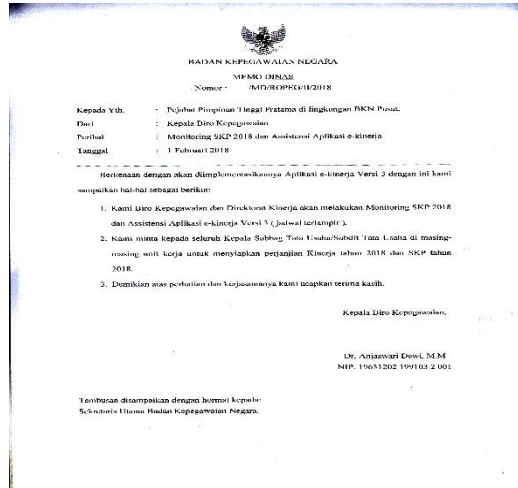 BADAN KEPEGAWAIAN NEGARA
MEMO DINAS
Nomor : /MD/ROPEG/II/2018
Kepada Yth. : Pejabat Pimpinan Tinggi Pratama di lingkungan BKN Pusat.
Dari : Kepala Biro Kepegawaian
Perihal : Monitoring SKP 2018 dan Assistensi Aplikasi e-kinerja
Tanggal : 1 Februari 2018
Berkenaan dengan akan diimplementasikannya Aplikasi e-kinerja Versi 3 dengan ini kami
sampaikan hal-hal sebagai berikut:
1. Kami Biro Kepegawaian dan Direktorat Kinerja akan melakukan Monitoring SKP 2018
dan Assistensi Aplikasi e-kinerja Versi 3 ( jadwal terlampir ).
2. Kami minta kepada seluruh Kepala Subbag Tata Usaha/Subdit Tata Usaha di masing-
masing unit kerja untuk menyiapkan perjanjian Kinerja tahun 2018 dan SKP tahun
2018.
3. Demikian atas perhatian dan kerjasamanya kami ucapkan terima kasih.
Kepala Biro Kepegawaian,
Dr. Anjaswari Dewi, M.M
NIP. 19631202 199103 2 001
Tembusan disampaikan dengan hormat kepada:
Sekretaris Utama Badan Kepegawaian Negara.